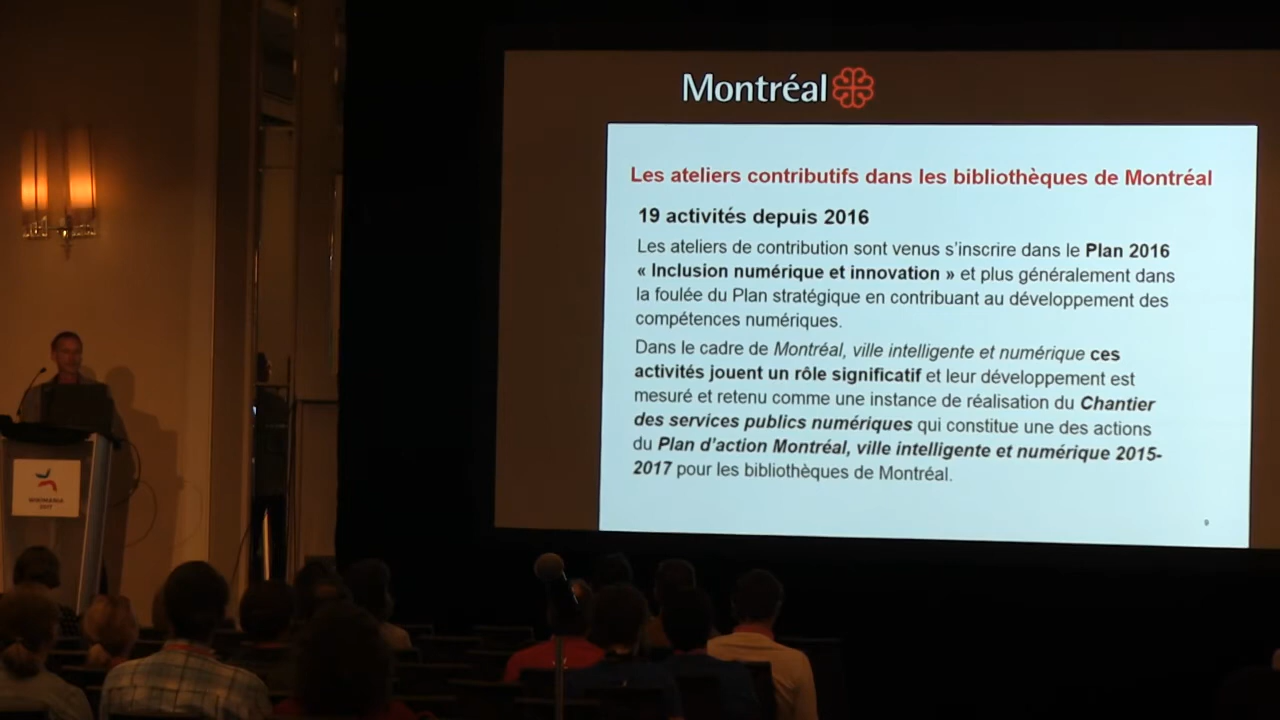 Montréal
Les ateliers contributifs dans les bibliothèques de Montréal
19 activités depuis 2016
Les ateliers de contribution sont venus s’inscrire dans le Plan 2016
« Inclusion numérique et innovation » et plus généralement dans
la foulée du Plan stratégique en contribuant au développement des
compétences numériques.
Dans le cadre de Montréal, ville intelligente et numérique ces
activités jouent un rôle significatif et leur développement est
mesuré et retenu comme une instance de réalisation du Chantier
des services publics numériques qui constitue une des actions
du Plan d’action Montréal, ville intelligente et numérique 2015-
2017 pour les bibliothèques de Montréal.
9
WIKIMANIA
2017